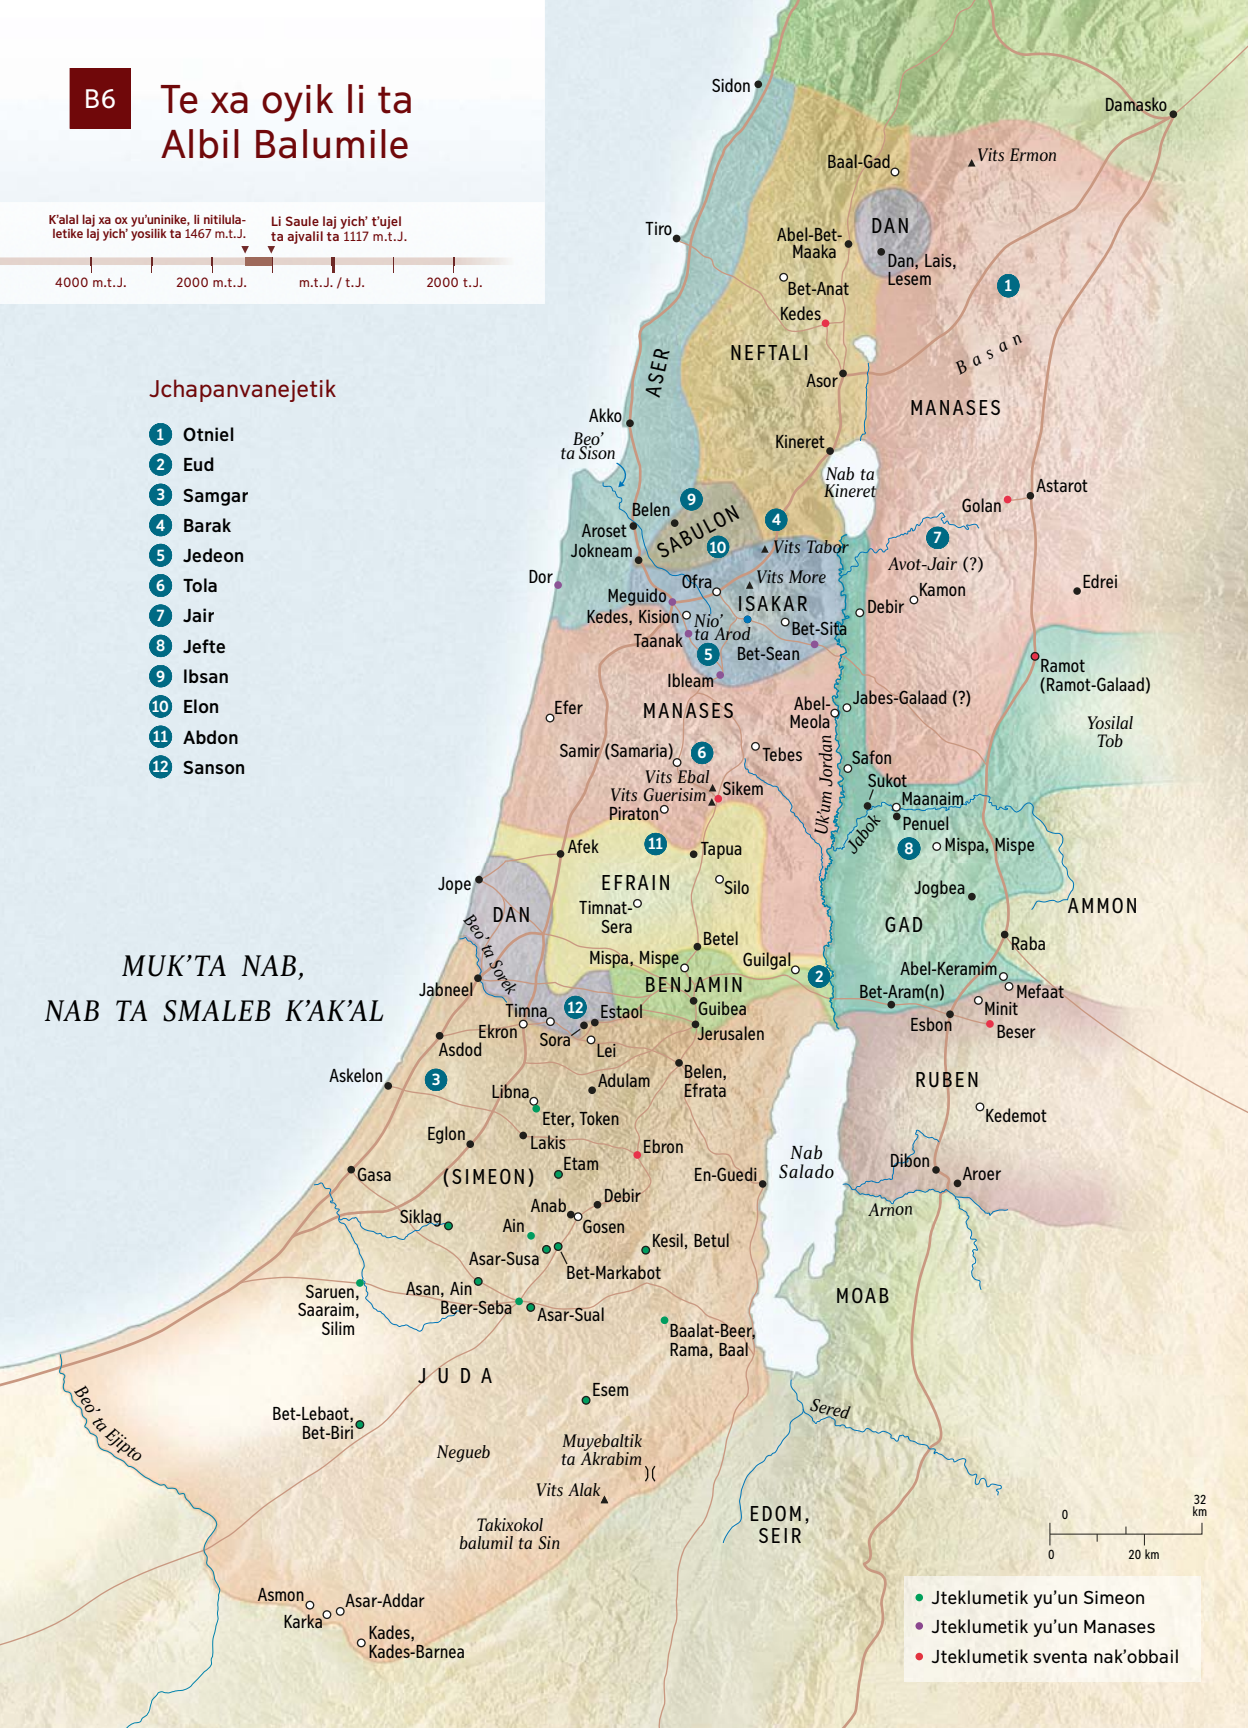 B6
Te xa oyik li ta
Albil Balumile
K'alal laj xa ox yu'uninike, li nitilula-
letike laj yich' yosilik ta 1467 m.t.J.
Li Saule laj yich' t'ujel
ta ajvalil ta 1117 m.t.J.
4000 m.t.J.
2000 m.t.J.
m.t.J. / t.J.
2000 t.J.
Jchapanvanejetik
1 Otniel
2 Eud
3 Samgar
4 Barak
5 Jedeon
6 Tola
7 Jair
8 Jefte
9 Ibsan
10 Elon
11 Abdon
12 Sanson
Sidon
Damasko
Baal-Gad
Vits Ermon
Tiro
DAN
Abel-Bet-
Maaka
Dan, Lais,
Lesem
Bet-Anat
1
Kedes
NEFTALI
ASER
Basan
Asor
MANASES
Akko
Beo'
ta Sison
Kineret
Nab ta
Kineret
Astarot
Golan
9
Belen
SABULON
4
Aroset
Jokneam
10
Vits Tabor
7
Avot-Jair (?)
Dor
Ofra
Vits More
Kamon
Edrei
Meguido
ISAKAR
Debir
Kedes, Kision
Nio'
ta Arod
Bet-Sita
Taanak
5
Bet-Sean
Ibleam
Ramot
(Ramot-Galaad)
Efer
MANASES
Abel-
Meola
Jabes-Galaad (?)
Yosilal
Tob
Samir (Samaria)
6
Tebes
Safon
Vits Ebal
Vits Guerisim
Sikem
Uk'um Jordan
Sukot
Piraton
Maanaim
Penuel
Jabok
8
Mispa, Mispe
Afek
11
Tapua
Jope
EFRAIN
Silo
Jogbea
AMMON
Timnat-
Sera
DAN
GAD
Beo' ta Sorek
Betel
Raba
MUK'TA NAB,
NAB TA SMALEB K'AK'AL
Mispa, Mispe
Guilgal
2
Abel-Keramim
Jabneel
BENJAMIN
Bet-Aram(n)
Mefaat
Timna
12
Estaol
Guibea
Minit
Ekron
Sora
Jerusalen
Esbon
Beser
Asdod
Lei
Askelon
3
Adulam
Belen,
Efrata
RUBEN
Libna
Kedemot
Eter, Token
Eglon
Lakis
Ebron
Nab
Salado
Dibon
Gasa
(SIMEON)
Etam
En-Guedi
Aroer
Debir
Anab
Arnon
Siklag
Gosen
Ain
Kesil, Betul
Asar-Susa
Bet-Markabot
Asan, Ain
MOAB
Saruen,
Saaraim,
Silim
Beer-Seba
Asar-Sual
Baalat-Beer,
Rama, Baal
JUDA
Esem
Beo' ta Ejipto
Bet-Lebaot,
Bet-Biri
Sered
Negueb
Muyebaltik
ta Akrabim
Vits Alak
EDOM,
SEIR
Takixokol
balumil ta Sin
0
32
km
0
20 km
Asmon
Asar-Addar
Karka
Kades,
Kades-Barnea
Jteklumetik yu'un Simeon
Jteklumetik yu'un Manases
Jteklumetik sventa nak'obbail